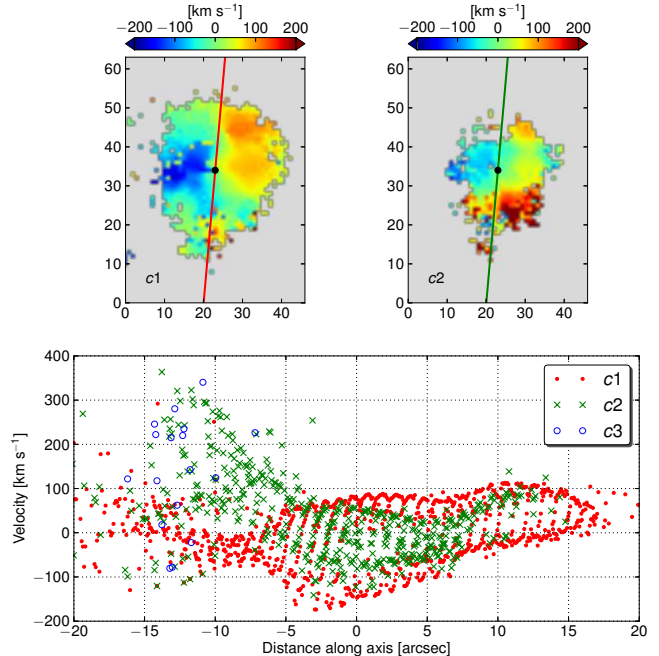 [km s⁻¹] [km s⁻¹]
−200 −100 0 100 200 −200 −100 0 100 200
60 60
50 50
40 40
30 30
20 20
10 10
0 0
c1 c2
0 10 20 30 40 0 10 20 30 40
400
300
200
100
0
−100
−200
Velocity [km s⁻¹]
c1
c2
c3
−20 −15 −10 −5 0 5 10 15 20
Distance along axis [arcsec]